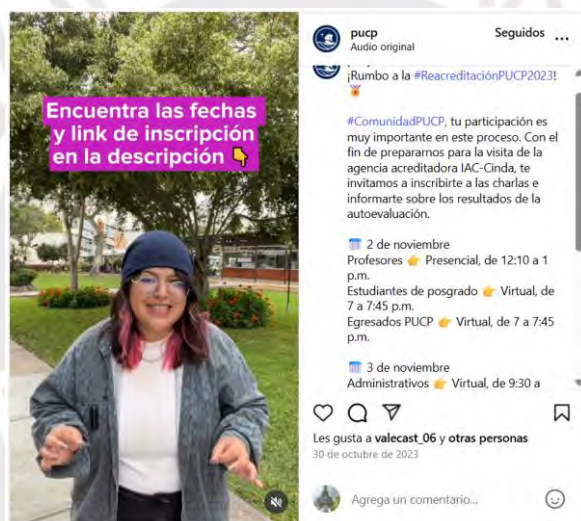 Encuentra las fechas
y link de inscripción
en la descripción 👇
pucp
Audio original
Seguidos ...
¡Rumbo a la #ReacreditaciónPUCP2023!
🏅
#ComunidadPUCP, tu participación es
muy importante en este proceso. Con el
fin de prepararnos para la visita de la
agencia acreditadora IAC-Cinda, te
invitamos a inscribirte a las charlas e
informarte sobre los resultados de la
autoevaluación.
🗓️ 2 de noviembre
Profesores 👉 Presencial, de 12:10 a 1
p.m.
Estudiantes de posgrado 👉 Virtual, de
7 a 7:45 p.m.
Egresados PUCP 👉 Virtual, de 7 a 7:45
p.m.
🗓️ 3 de noviembre
Administrativos 👉 Virtual, de 9:30 a
Les gusta a valecast_06 y otras personas
30 de octubre de 2023
Agrega un comentario...